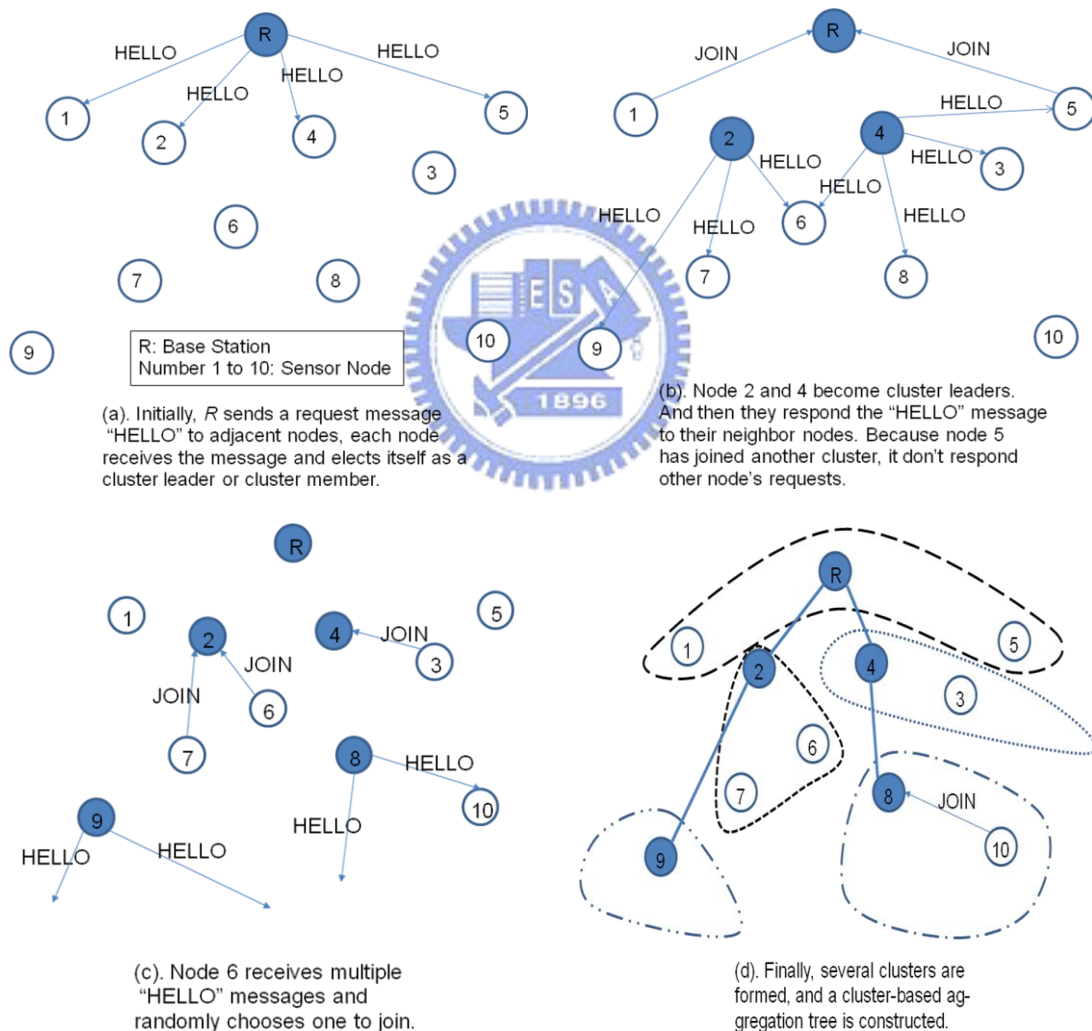 R
HELLO
HELLO
HELLO
HELLO
1
2
4
5
3
6
7
8
9
10
R: Base Station
Number 1 to 10: Sensor Node
(a). Initially, R sends a request message
"HELLO" to adjacent nodes, each node
receives the message and elects itself as a
cluster leader or cluster member.
R
JOIN
JOIN
1
5
HELLO
2
4
HELLO
HELLO
HELLO
3
HELLO
HELLO
HELLO
6
7
8
9
10
E S A
1896
(b). Node 2 and 4 become cluster leaders.
And then they respond the "HELLO" message
to their neighbor nodes. Because node 5
has joined another cluster, it don't respond
other node's requests.
R
1
5
2
4
JOIN
3
JOIN
JOIN
6
7
8
HELLO
10
HELLO
9
HELLO
HELLO
(c). Node 6 receives multiple
"HELLO" messages and
randomly chooses one to join.
R
1
5
2
4
3
6
7
8
JOIN
10
9
(d). Finally, several clusters are
formed, and a cluster-based ag-
gregation tree is constructed.